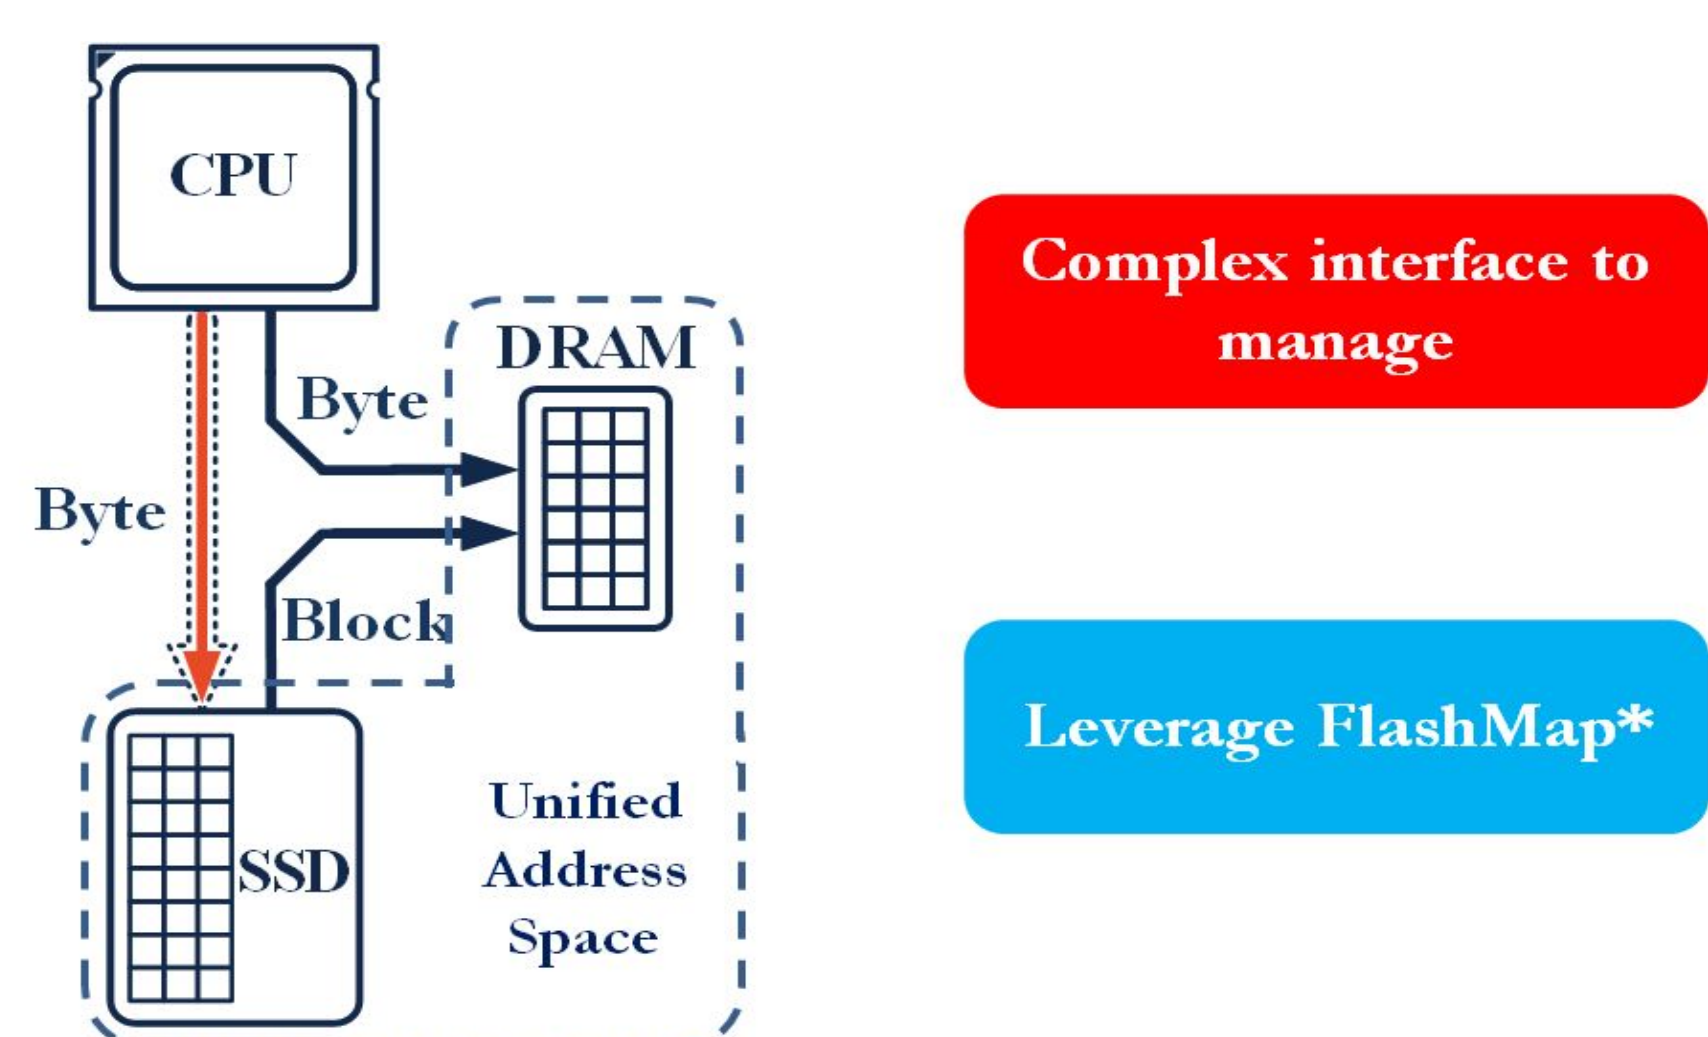 CPU
DRAM
Byte
Byte
Block
SSD
Unified
Address
Space
Complex interface to
manage
Leverage FlashMap*